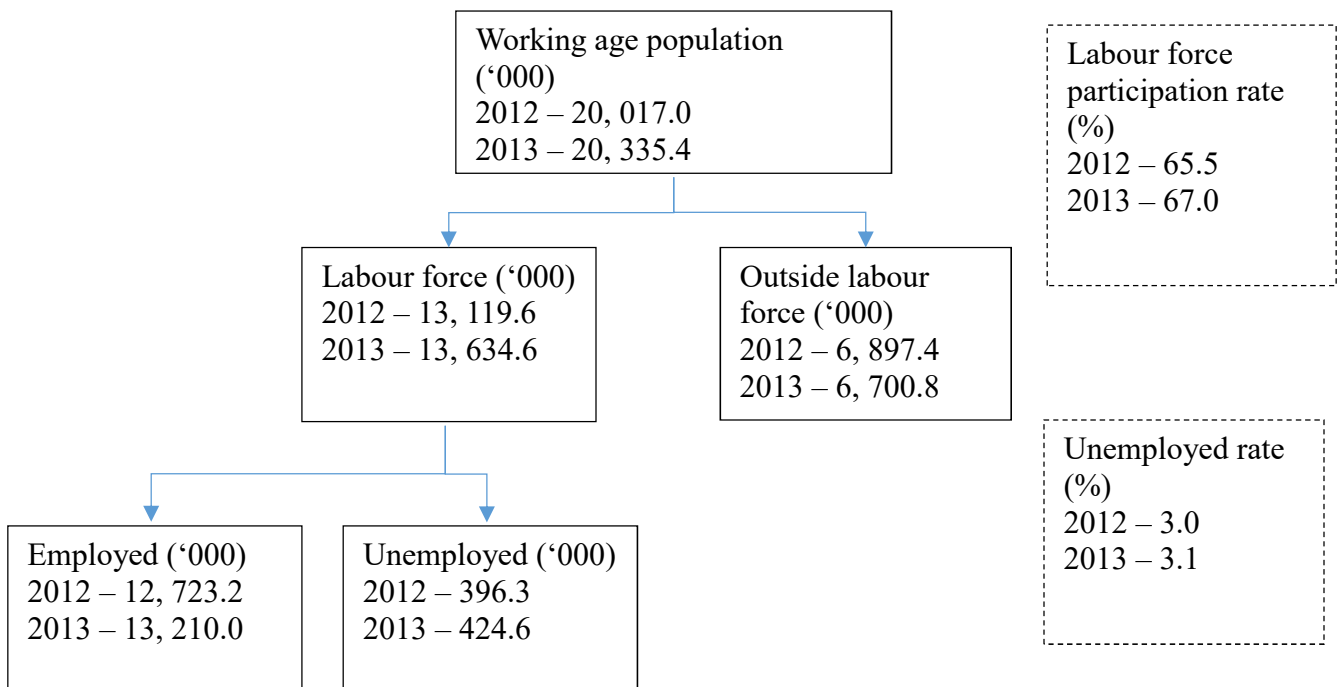 Working age population
(‘000)
2012 – 20, 017.0
2013 – 20, 335.4
Labour force
participation rate
(%)
2012 – 65.5
2013 – 67.0
Labour force (‘000)
2012 – 13, 119.6
2013 – 13, 634.6
Outside labour
force (‘000)
2012 – 6, 897.4
2013 – 6, 700.8
Unemployed rate
(%)
2012 – 3.0
2013 – 3.1
Employed (‘000)
2012 – 12, 723.2
2013 – 13, 210.0
Unemployed (‘000)
2012 – 396.3
2013 – 424.6